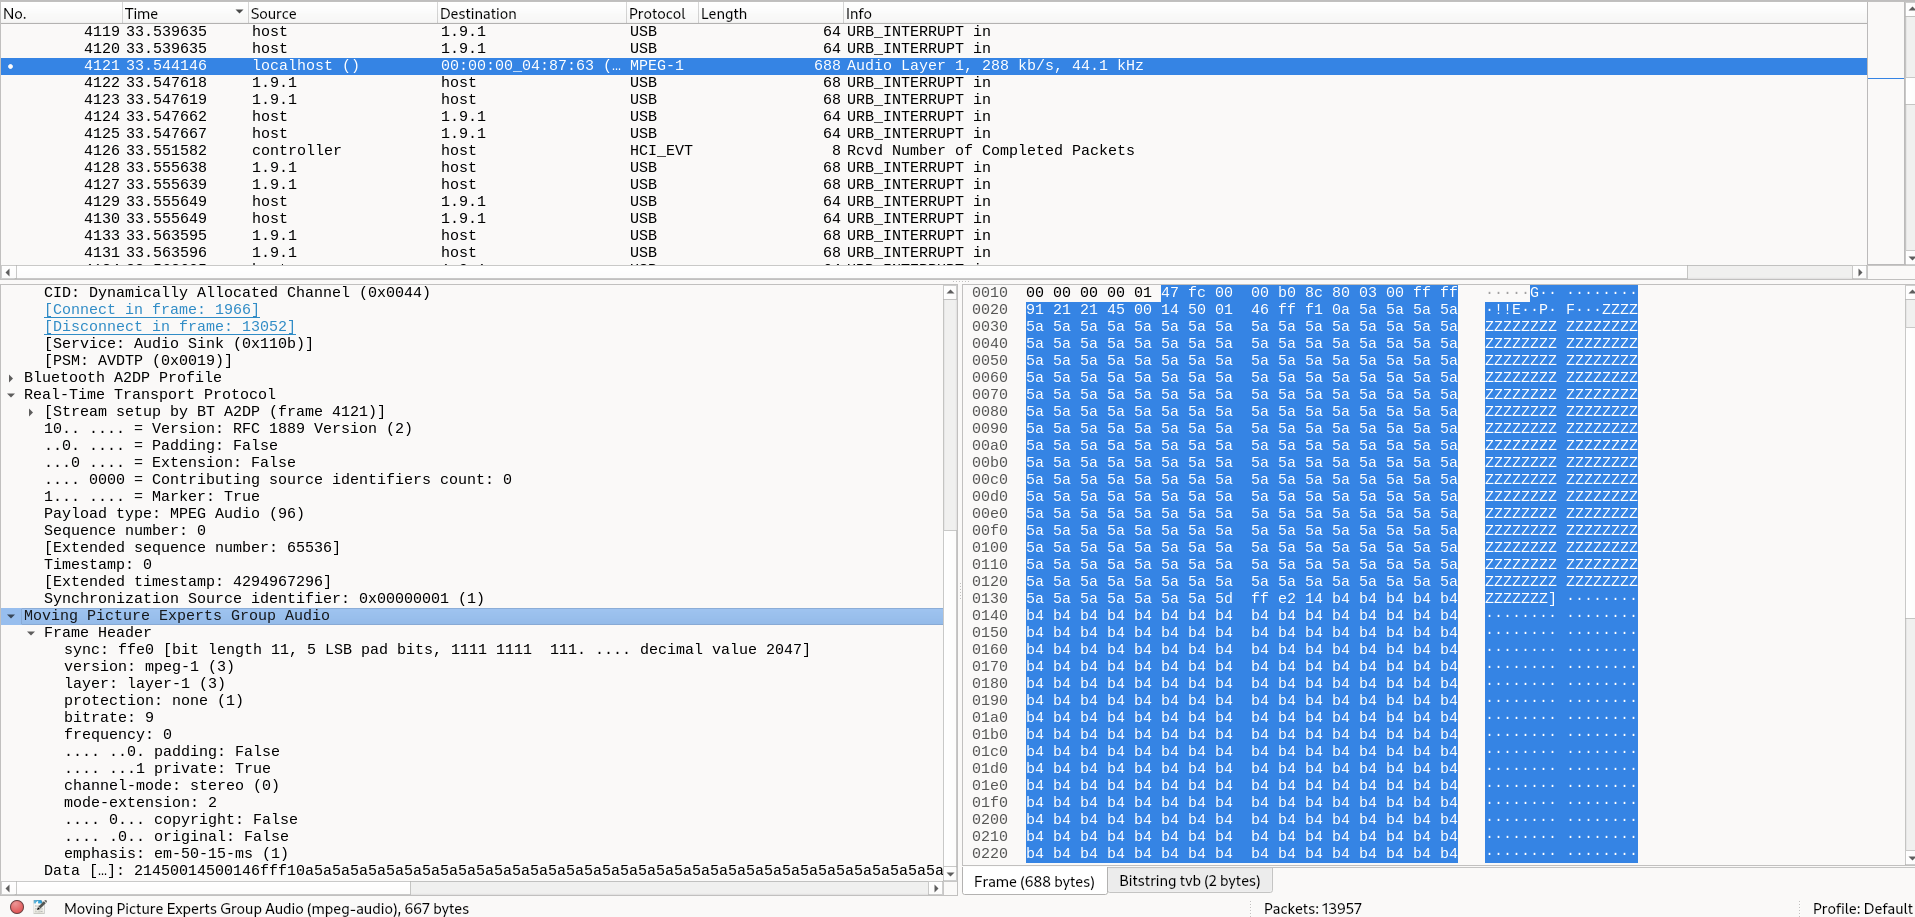 No. Time Source Destination Protocol Length Info
4119 33.539635 host 1.9.1 USB 64 URB_INTERRUPT in
4120 33.539635 host 1.9.1 USB 64 URB_INTERRUPT in
4121 33.544146 localhost () 00:00:00_04:87:63 (… MPEG-1 688 Audio Layer 1, 288 kb/s, 44.1 kHz
4122 33.547618 1.9.1 host USB 68 URB_INTERRUPT in
4123 33.547619 1.9.1 host USB 68 URB_INTERRUPT in
4124 33.547662 host 1.9.1 USB 64 URB_INTERRUPT in
4125 33.547667 host 1.9.1 USB 64 URB_INTERRUPT in
4126 33.551582 controller host HCI_EVT 8 Rcvd Number of Completed Packets
4128 33.555638 1.9.1 host USB 68 URB_INTERRUPT in
4127 33.555639 1.9.1 host USB 68 URB_INTERRUPT in
4129 33.555649 host 1.9.1 USB 64 URB_INTERRUPT in
4130 33.555649 host 1.9.1 USB 64 URB_INTERRUPT in
4133 33.563595 1.9.1 host USB 68 URB_INTERRUPT in
4131 33.563596 1.9.1 host USB 68 URB_INTERRUPT in
CID: Dynamically Allocated Channel (0x0044)
[Connect in frame: 1966]
[Disconnect in frame: 13052]
[Service: Audio Sink (0x110b)]
[PSM: AVDTP (0x0019)]
Bluetooth A2DP Profile
Real-Time Transport Protocol
[Stream setup by BT A2DP (frame 4121)]
10.. .... = Version: RFC 1889 Version (2)
..0. .... = Padding: False
...0 .... = Extension: False
.... 0000 = Contributing source identifiers count: 0
1... .... = Marker: True
Payload type: MPEG Audio (96)
Sequence number: 0
[Extended sequence number: 65536]
Timestamp: 0
[Extended timestamp: 4294967296]
Synchronization Source identifier: 0x00000001 (1)
Moving Picture Experts Group Audio
Frame Header
sync: ffe0 [bit length 11, 5 LSB pad bits, 1111 1111  111. .... decimal value 2047]
version: mpeg-1 (3)
layer: layer-1 (3)
protection: none (1)
bitrate: 9
frequency: 0
.... ..0. padding: False
.... ...1 private: True
channel-mode: stereo (0)
mode-extension: 2
.... 0... copyright: False
.... .0.. original: False
emphasis: em-50-15-ms (1)
Data […]: 21450014500146fff10a5a5a5a5a5a5a5a5a5a5a5a5a5a5a5a5a5a5a5a5a5a5a5a5a5a5a5a5a5a5a5a5a5a5a5a
0010 00 00 00 00 01 47 fc 00 00 b0 8c 80 03 00 ff ff ·····G·· ········
0020 91 21 21 45 00 14 50 01 46 ff f1 0a 5a 5a 5a 5a ·!!E··P· F···ZZZZ
0030 5a 5a 5a 5a 5a 5a 5a 5a 5a 5a 5a 5a 5a 5a 5a 5a ZZZZZZZZ ZZZZZZZZ
0040 5a 5a 5a 5a 5a 5a 5a 5a 5a 5a 5a 5a 5a 5a 5a 5a ZZZZZZZZ ZZZZZZZZ
0050 5a 5a 5a 5a 5a 5a 5a 5a 5a 5a 5a 5a 5a 5a 5a 5a ZZZZZZZZ ZZZZZZZZ
0060 5a 5a 5a 5a 5a 5a 5a 5a 5a 5a 5a 5a 5a 5a 5a 5a ZZZZZZZZ ZZZZZZZZ
0070 5a 5a 5a 5a 5a 5a 5a 5a 5a 5a 5a 5a 5a 5a 5a 5a ZZZZZZZZ ZZZZZZZZ
0080 5a 5a 5a 5a 5a 5a 5a 5a 5a 5a 5a 5a 5a 5a 5a 5a ZZZZZZZZ ZZZZZZZZ
0090 5a 5a 5a 5a 5a 5a 5a 5a 5a 5a 5a 5a 5a 5a 5a 5a ZZZZZZZZ ZZZZZZZZ
00a0 5a 5a 5a 5a 5a 5a 5a 5a 5a 5a 5a 5a 5a 5a 5a 5a ZZZZZZZZ ZZZZZZZZ
00b0 5a 5a 5a 5a 5a 5a 5a 5a 5a 5a 5a 5a 5a 5a 5a 5a ZZZZZZZZ ZZZZZZZZ
00c0 5a 5a 5a 5a 5a 5a 5a 5a 5a 5a 5a 5a 5a 5a 5a 5a ZZZZZZZZ ZZZZZZZZ
00d0 5a 5a 5a 5a 5a 5a 5a 5a 5a 5a 5a 5a 5a 5a 5a 5a ZZZZZZZZ ZZZZZZZZ
00e0 5a 5a 5a 5a 5a 5a 5a 5a 5a 5a 5a 5a 5a 5a 5a 5a ZZZZZZZZ ZZZZZZZZ
00f0 5a 5a 5a 5a 5a 5a 5a 5a 5a 5a 5a 5a 5a 5a 5a 5a ZZZZZZZZ ZZZZZZZZ
0100 5a 5a 5a 5a 5a 5a 5a 5a 5a 5a 5a 5a 5a 5a 5a 5a ZZZZZZZZ ZZZZZZZZ
0110 5a 5a 5a 5a 5a 5a 5a 5a 5a 5a 5a 5a 5a 5a 5a 5a ZZZZZZZZ ZZZZZZZZ
0120 5a 5a 5a 5a 5a 5a 5a 5a 5a 5a 5a 5a 5a 5a 5a 5a ZZZZZZZZ ZZZZZZZZ
0130 5a 5a 5a 5a 5a 5a 5a 5d ff e2 14 b4 b4 b4 b4 b4 ZZZZZZZ] ········
0140 b4 b4 b4 b4 b4 b4 b4 b4 b4 b4 b4 b4 b4 b4 b4 b4 ········ ········
0150 b4 b4 b4 b4 b4 b4 b4 b4 b4 b4 b4 b4 b4 b4 b4 b4 ········ ········
0160 b4 b4 b4 b4 b4 b4 b4 b4 b4 b4 b4 b4 b4 b4 b4 b4 ········ ········
0170 b4 b4 b4 b4 b4 b4 b4 b4 b4 b4 b4 b4 b4 b4 b4 b4 ········ ········
0180 b4 b4 b4 b4 b4 b4 b4 b4 b4 b4 b4 b4 b4 b4 b4 b4 ········ ········
0190 b4 b4 b4 b4 b4 b4 b4 b4 b4 b4 b4 b4 b4 b4 b4 b4 ········ ········
01a0 b4 b4 b4 b4 b4 b4 b4 b4 b4 b4 b4 b4 b4 b4 b4 b4 ········ ········
01b0 b4 b4 b4 b4 b4 b4 b4 b4 b4 b4 b4 b4 b4 b4 b4 b4 ········ ········
01c0 b4 b4 b4 b4 b4 b4 b4 b4 b4 b4 b4 b4 b4 b4 b4 b4 ········ ········
01d0 b4 b4 b4 b4 b4 b4 b4 b4 b4 b4 b4 b4 b4 b4 b4 b4 ········ ········
01e0 b4 b4 b4 b4 b4 b4 b4 b4 b4 b4 b4 b4 b4 b4 b4 b4 ········ ········
01f0 b4 b4 b4 b4 b4 b4 b4 b4 b4 b4 b4 b4 b4 b4 b4 b4 ········ ········
0200 b4 b4 b4 b4 b4 b4 b4 b4 b4 b4 b4 b4 b4 b4 b4 b4 ········ ········
0210 b4 b4 b4 b4 b4 b4 b4 b4 b4 b4 b4 b4 b4 b4 b4 b4 ········ ········
0220 b4 b4 b4 b4 b4 b4 b4 b4 b4 b4 b4 b4 b4 b4 b4 b4 ········ ········
Frame (688 bytes) Bitstring tvb (2 bytes)
Moving Picture Experts Group Audio (mpeg-audio), 667 bytes Packets: 13957 Profile: Default